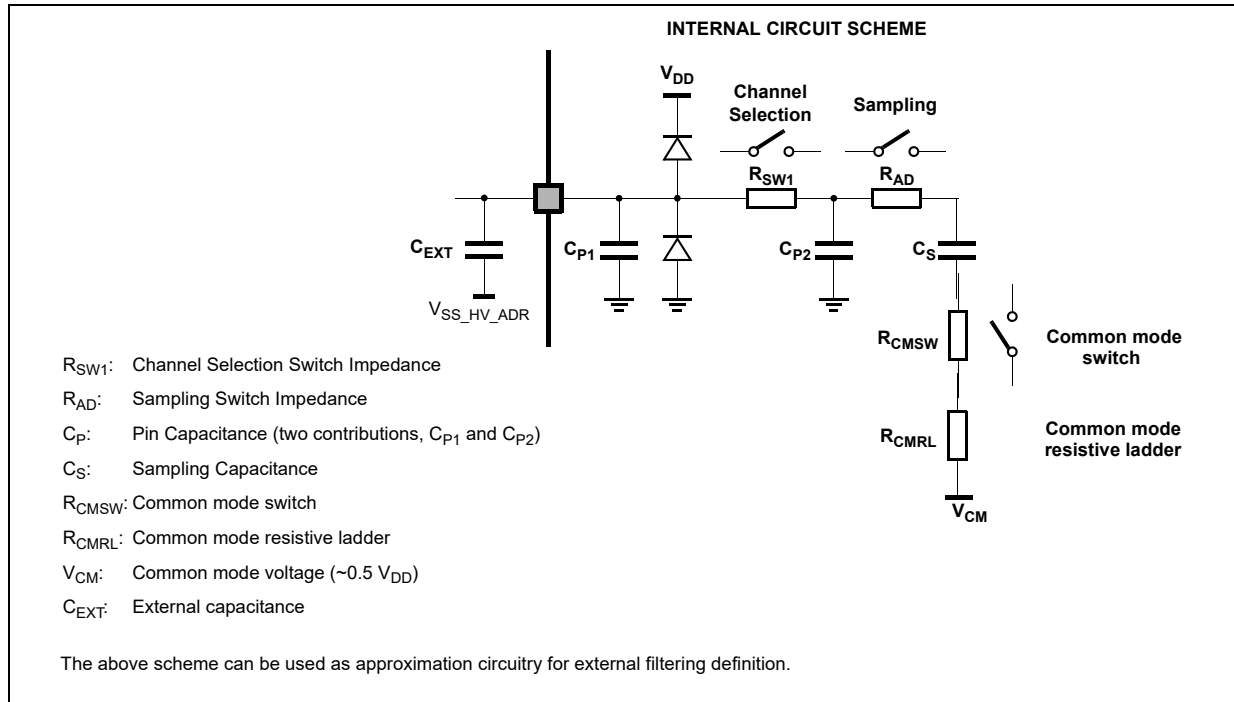 INTERNAL CIRCUIT SCHEME
VDD
Channel
Selection
Sampling
RSW1
RAD
CEXT
CP1
CP2
CS
VSS_HV_ADR
RCMSW
Common mode
switch
RCMRL
Common mode
resistive ladder
VCM
RSW1: Channel Selection Switch Impedance
RAD: Sampling Switch Impedance
CP: Pin Capacitance (two contributions, CP1 and CP2)
CS: Sampling Capacitance
RCMSW: Common mode switch
RCMRL: Common mode resistive ladder
VCM: Common mode voltage (~0.5 VDD)
CEXT: External capacitance
The above scheme can be used as approximation circuitry for external filtering definition.